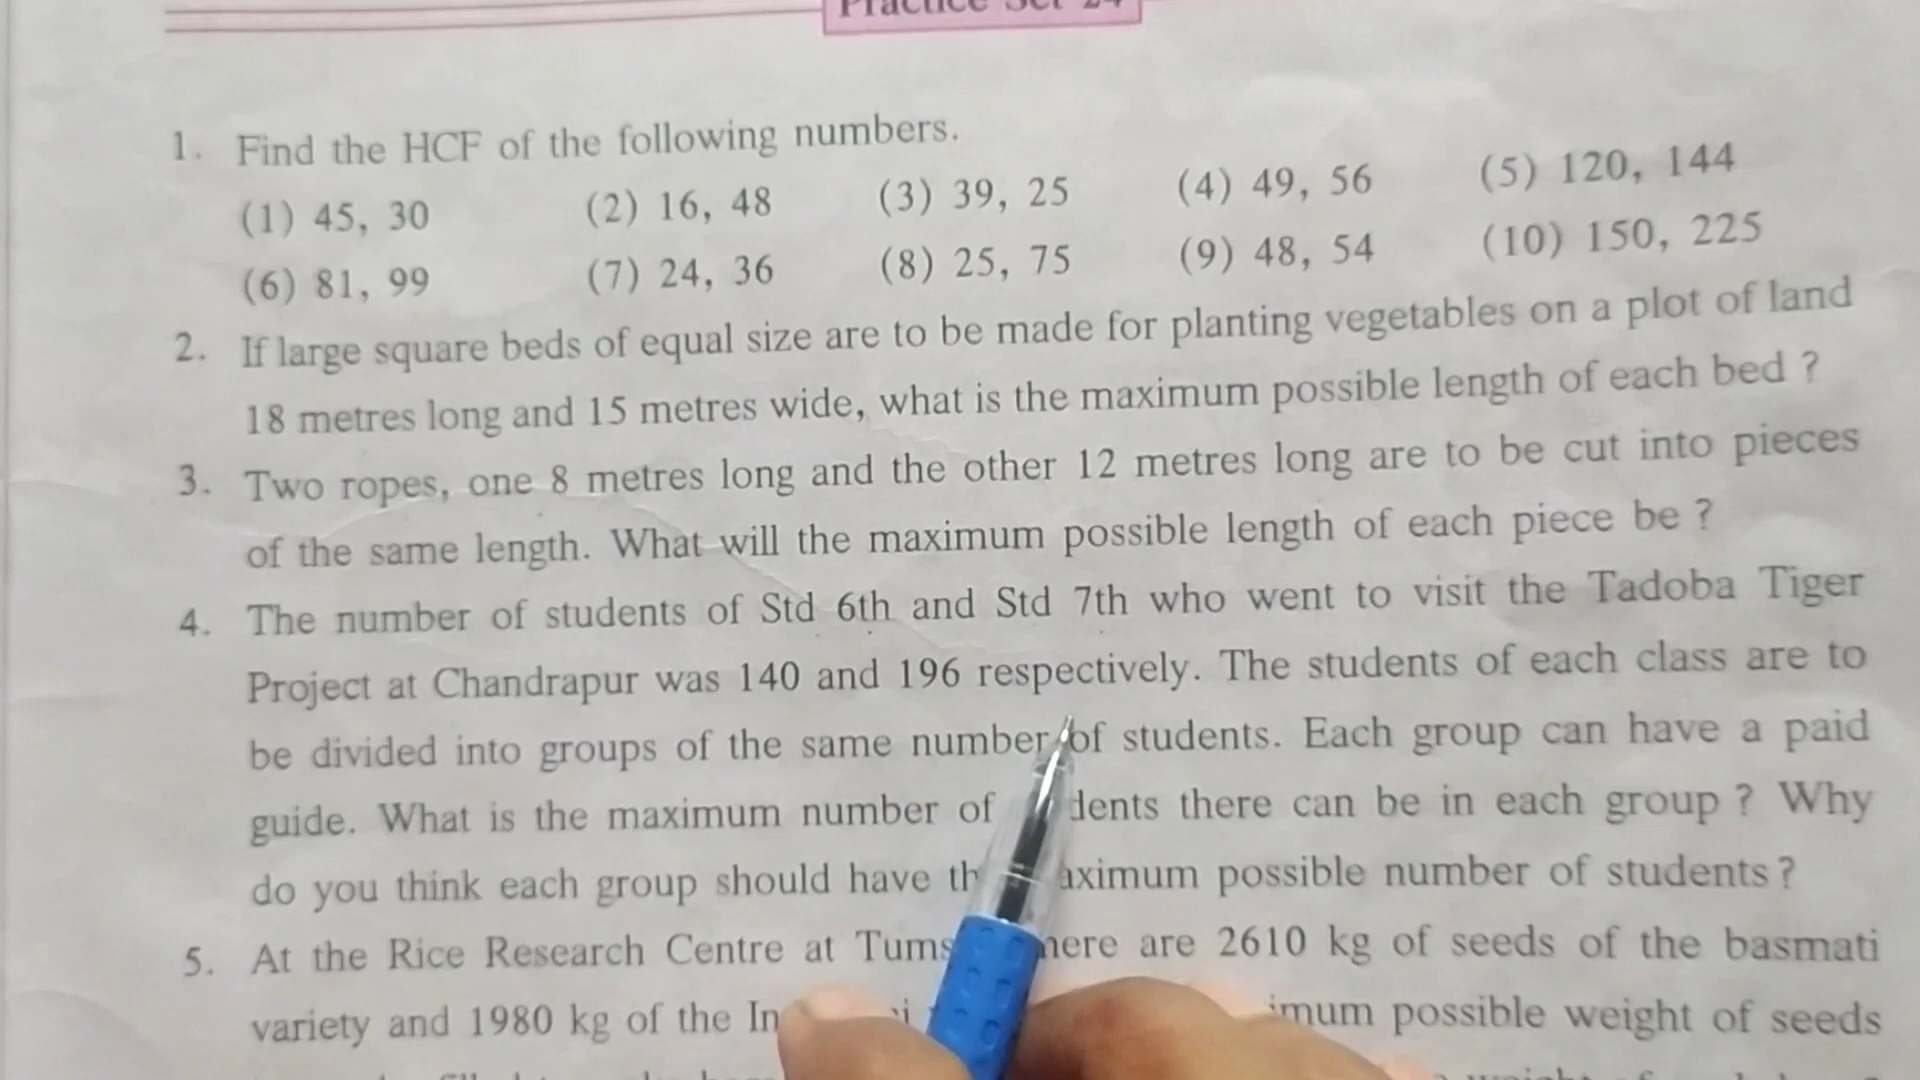 Practice Set 24
1. Find the HCF of the following numbers.
(1) 45, 30 (2) 16, 48 (3) 39, 25 (4) 49, 56 (5) 120, 144
(6) 81, 99 (7) 24, 36 (8) 25, 75 (9) 48, 54 (10) 150, 225
2. If large square beds of equal size are to be made for planting vegetables on a plot of land
18 metres long and 15 metres wide, what is the maximum possible length of each bed ?
3. Two ropes, one 8 metres long and the other 12 metres long are to be cut into pieces
of the same length. What will the maximum possible length of each piece be ?
4. The number of students of Std 6th and Std 7th who went to visit the Tadoba Tiger
Project at Chandrapur was 140 and 196 respectively. The students of each class are to
be divided into groups of the same number of students. Each group can have a paid
guide. What is the maximum number of dents there can be in each group ? Why
do you think each group should have th aximum possible number of students ?
5. At the Rice Research Centre at Tums here are 2610 kg of seeds of the basmati
variety and 1980 kg of the In imum possible weight of seeds